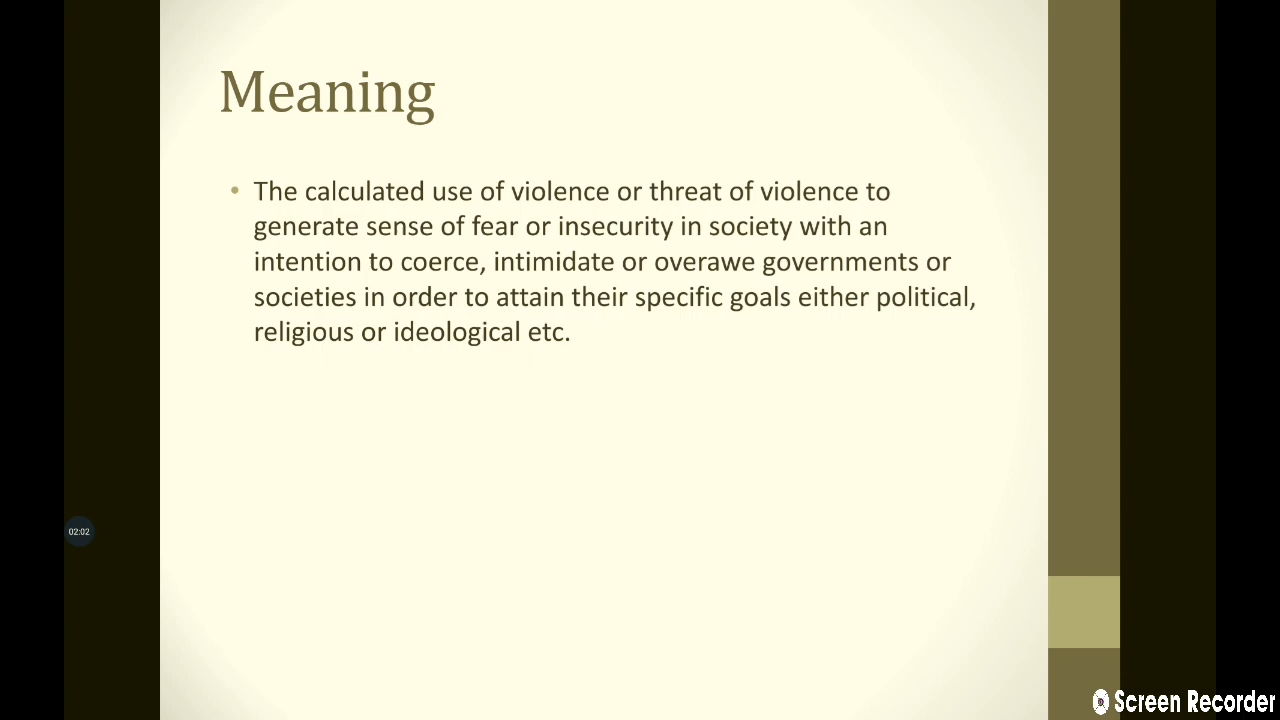 Meaning
• The calculated use of violence or threat of violence to
generate sense of fear or insecurity in society with an
intention to coerce, intimidate or overawe governments or
societies in order to attain their specific goals either political,
religious or ideological etc.
02:02
Screen Recorder